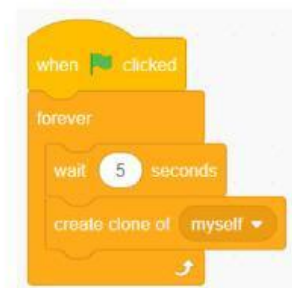 when clicked
forever
wait 5 seconds
create clone of myself